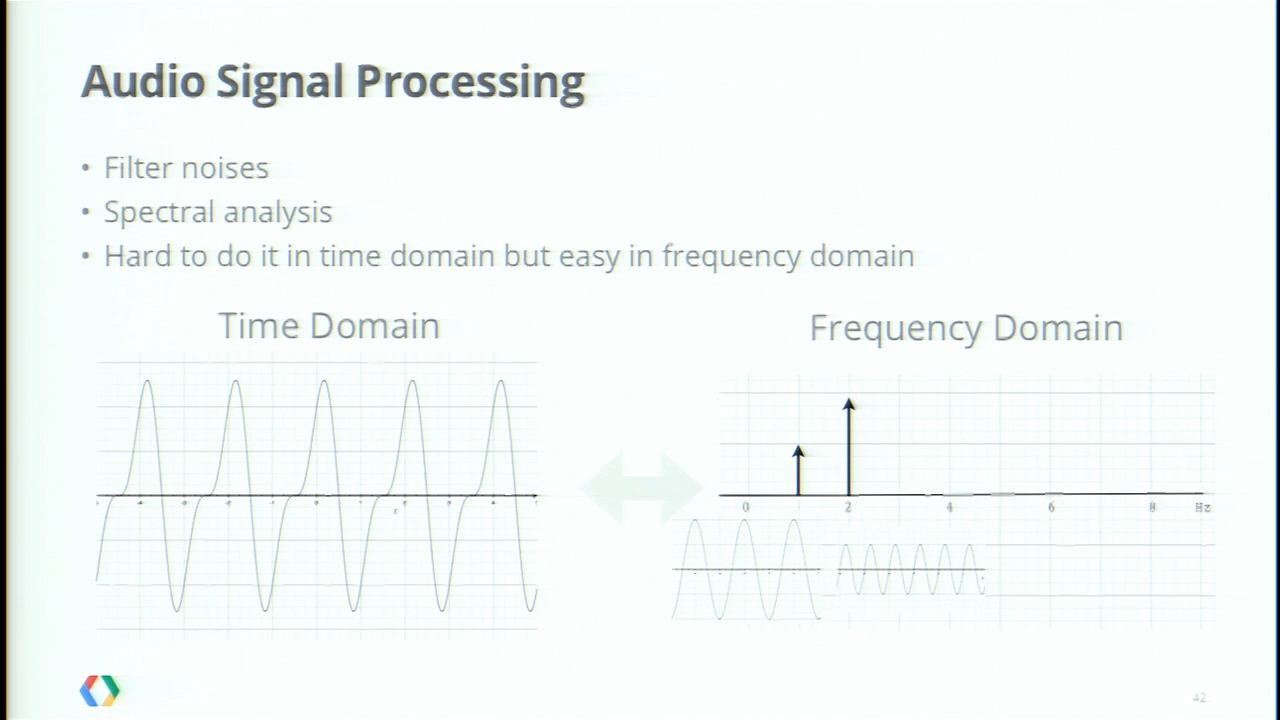 Audio Signal Processing
• Filter noises
• Spectral analysis
• Hard to do it in time domain but easy in frequency domain
Time Domain
Frequency Domain
0 2 4 6 8 Hz
42